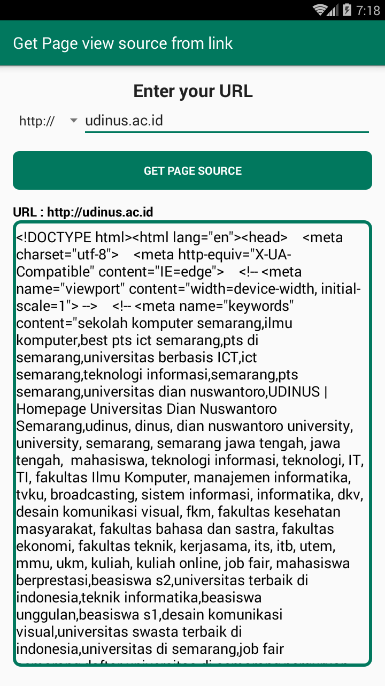 7:18
Get Page view source from link
Enter your URL
http:// udinus.ac.id
GET PAGE SOURCE
URL : http://udinus.ac.id
<!DOCTYPE html><html lang="en"><head>    <meta
charset="utf-8">    <meta http-equiv="X-UA-
Compatible" content="IE=edge">    <!-- <meta
name="viewport" content="width=device-width, initial-
scale=1"> -->    <!-- <meta name="keywords"
content="sekolah komputer semarang,ilmu
komputer,best pts ict semarang,pts di
semarang,universitas berbasis ICT,ict
semarang,teknologi informasi,semarang,pts
semarang,universitas dian nuswantoro,UDINUS |
Homepage Universitas Dian Nuswantoro
Semarang,udinus, dinus, dian nuswantoro university,
university, semarang, semarang jawa tengah, jawa
tengah,  mahasiswa, teknologi informasi, teknologi, IT,
TI, fakultas Ilmu Komputer, manajemen informatika,
tvku, broadcasting, sistem informasi, informatika, dkv,
desain komunikasi visual, fkm, fakultas kesehatan
masyarakat, fakultas bahasa dan sastra, fakultas
ekonomi, fakultas teknik, kerjasama, its, itb, utem,
mmu, ukm, kuliah, kuliah online, job fair, mahasiswa
berprestasi,beasiswa s2,universitas terbaik di
indonesia,teknik informatika,beasiswa
unggulan,beasiswa s1,desain komunikasi
visual,universitas swasta terbaik di
indonesia,universitas di semarang,job fair